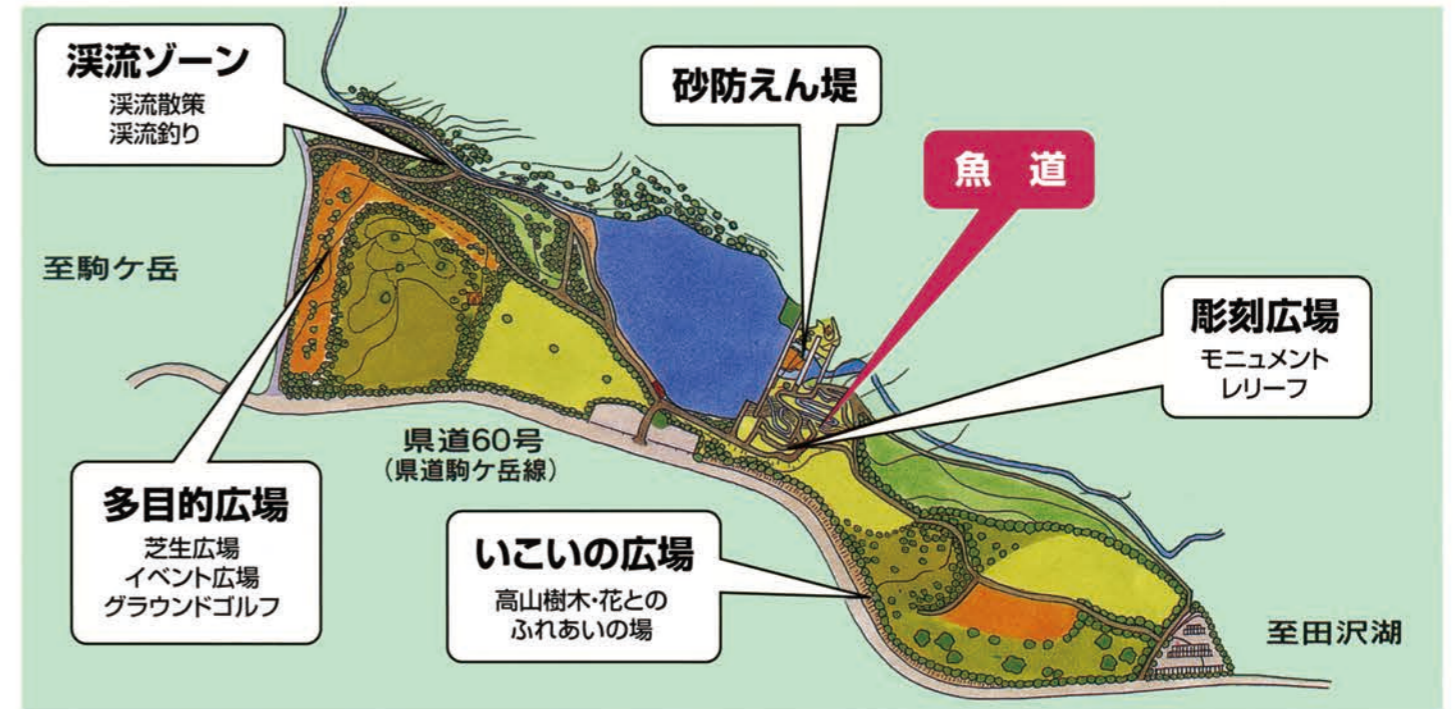 渓流ゾーン
渓流散策
渓流釣り
砂防えん堤
魚 道
至駒ケ岳
彫刻広場
モニュメント
レリーフ
県道60号
（県道駒ケ岳線）
多目的広場
芝生広場
イベント広場
グラウンドゴルフ
いこいの広場
高山樹木･花との
ふれあいの場
至田沢湖